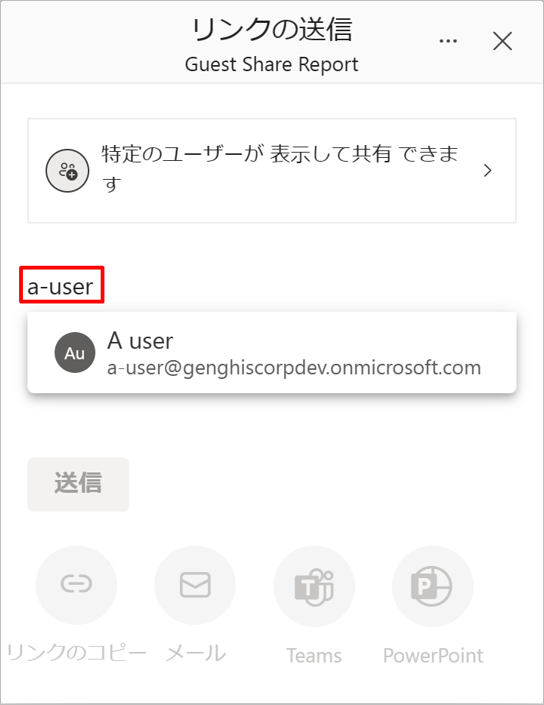 リンクの送信
Guest Share Report
特定のユーザーが 表示して共有 できま
す
a-user
Au
A user
a-user@genghiscorpdev.onmicrosoft.com
送信
リンクのコピー
メール
Teams
PowerPoint